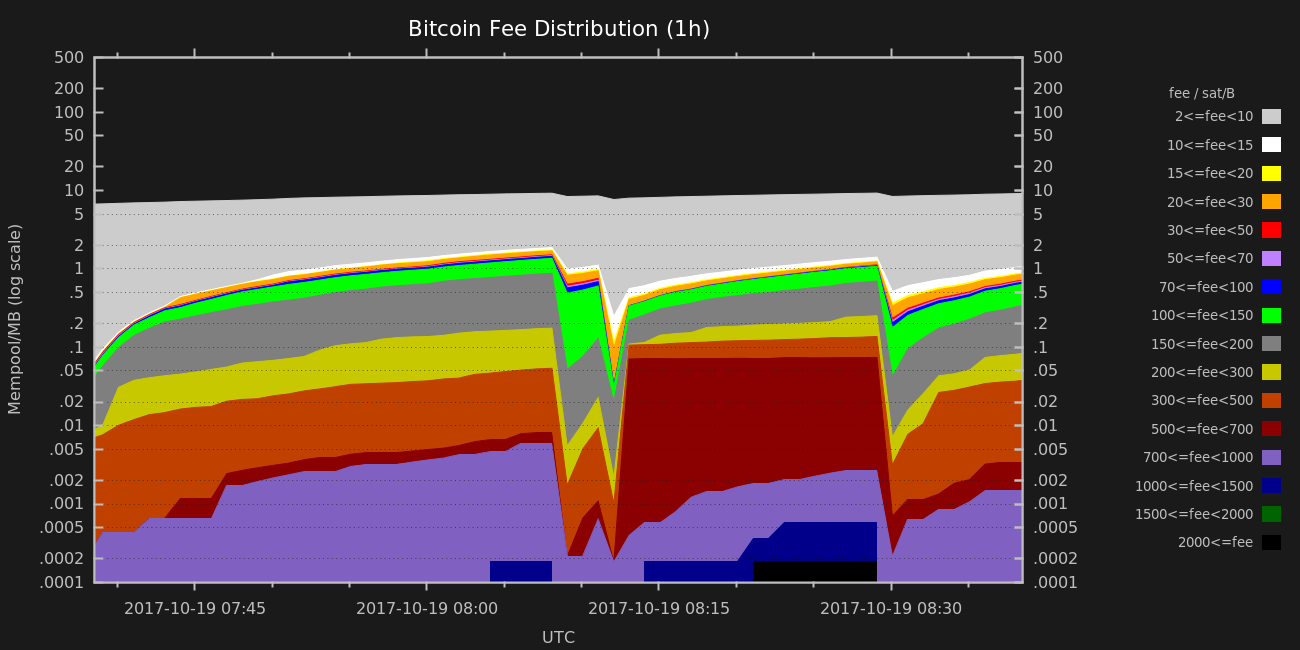 Bitcoin Fee Distribution (1h)
500 500
200 200
100 100
50 50
20 20
10 10
5 5
2 2
1 1
.5 .5
.2 .2
.1 .1
.05 .05
.02 .02
.01 .01
.005 .005
.002 .002
.001 .001
.0005 .0005
.0002 .0002
.0001 .0001
Mempool/MB (log scale)
2017-10-19 07:45 2017-10-19 08:00 2017-10-19 08:15 2017-10-19 08:30
UTC
fee / sat/B
2<=fee<10
10<=fee<15
15<=fee<20
20<=fee<30
30<=fee<50
50<=fee<70
70<=fee<100
100<=fee<150
150<=fee<200
200<=fee<300
300<=fee<500
500<=fee<700
700<=fee<1000
1000<=fee<1500
1500<=fee<2000
2000<=fee